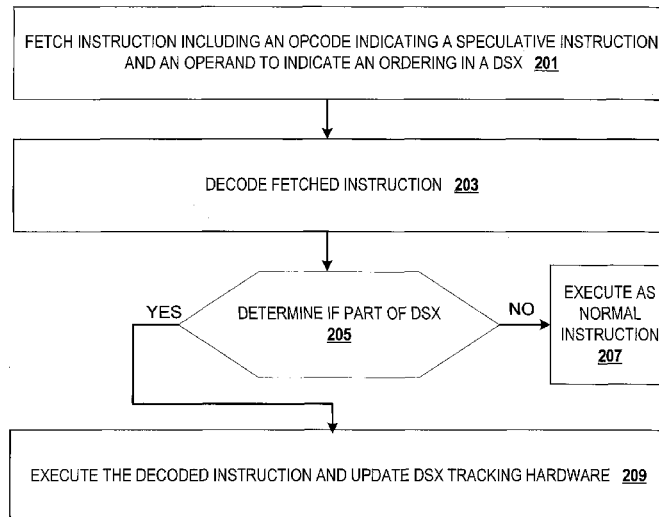 FETCH INSTRUCTION INCLUDING AN OPCODE INDICATING A SPECULATIVE INSTRUCTION
AND AN OPERAND TO INDICATE AN ORDERING IN A DSX 201
DECODE FETCHED INSTRUCTION 203
YES
DETERMINE IF PART OF DSX
205
NO
EXECUTE AS
NORMAL
INSTRUCTION
207
EXECUTE THE DECODED INSTRUCTION AND UPDATE DSX TRACKING HARDWARE 209